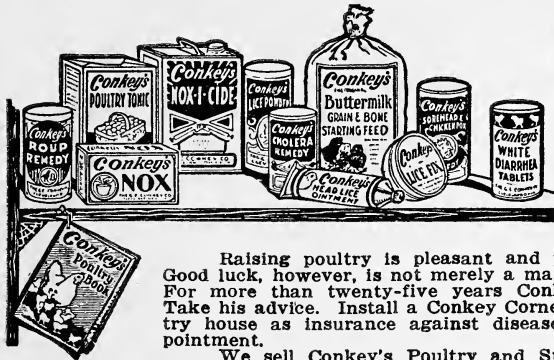 Conkey's
ROUP
REMEDY
Conkey's
POULTRY TONIC
Conkey's
NOX
Conkey's
NOX-I-CIDE
Conkey's
LICE POWDER
Conkey's
CHOLERA
REMEDY
Conkey's
Buttermilk
GRAIN & BONE
STARTING FEED
Conkey's
HEAD LICE
OINTMENT
Conkey's
LICE FIX
Conkey's
SOREHEAD &
CHICKENPOX
Conkey's
WHITE
DIARRHEA
TABLETS
Conkey's
Poultry
Book
Raising poultry is pleasant and
Good luck, however, is not merely a ma
For more than twenty-five years Con
Take his advice. Install a Conkey Corne
try house as insurance against disease
pointment.
We sell Conkey's Poultry and S